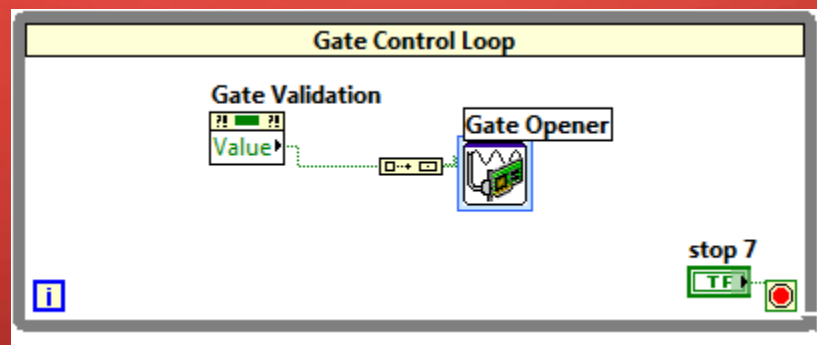 Gate Control Loop
Gate Validation
?! ?!
Value
Gate Opener
stop 7
TF
i